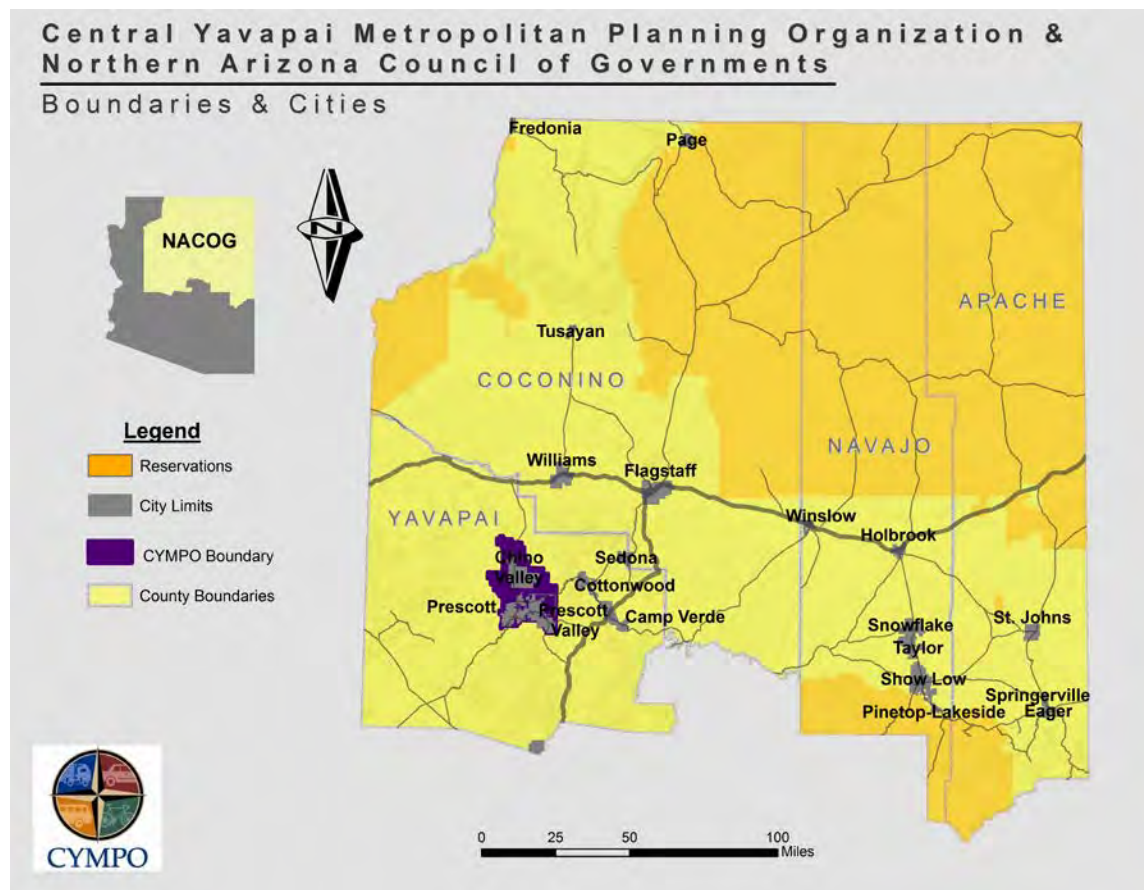 Central Yavapai Metropolitan Planning Organization &
Northern Arizona Council of Governments
Boundaries & Cities
Fredonia
Page
NACOG
N
APACHE
Tusayan
COCONINO
Legend
Reservations
City Limits
CYMPO Boundary
County Boundaries
NAVAJO
Williams
Flagstaff
YAVAPAI
Winslow
Holbrook
Chino
Valley
Sedona
Cottonwood
Prescott
Prescott
Valley
Camp Verde
Snowflake
Taylor
St. Johns
Show Low
Pinetop-Lakeside
Springerville
Eager
CYMPO
0 25 50 100
Miles